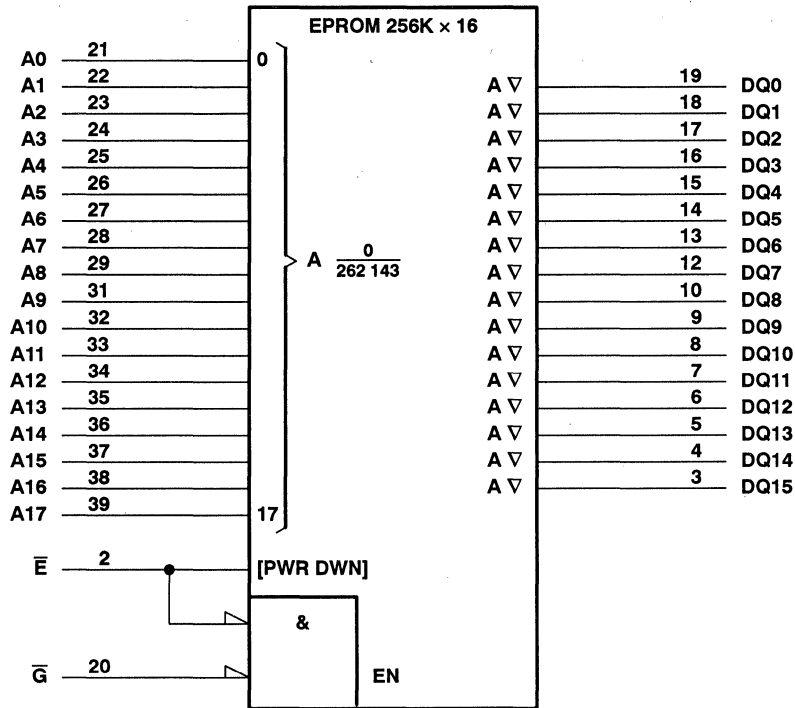 EPROM 256K × 16
A0 21 0
A1 22 A ▽ 19 DQ0
A2 23 A ▽ 18 DQ1
A3 24 A ▽ 17 DQ2
A4 25 A ▽ 16 DQ3
A5 26 A ▽ 15 DQ4
A6 27 A ▽ 14 DQ5
A7 28 A ▽ 13 DQ6
A 0
262 143
A8 29 A ▽ 12 DQ7
A9 31 A ▽ 10 DQ8
A10 32 A ▽ 9 DQ9
A11 33 A ▽ 8 DQ10
A12 34 A ▽ 7 DQ11
A13 35 A ▽ 6 DQ12
A14 36 A ▽ 5 DQ13
A15 37 A ▽ 4 DQ14
A16 38 A ▽ 3 DQ15
A17 39 17
E̅ 2 [PWR DWN]
&
G̅ 20 EN